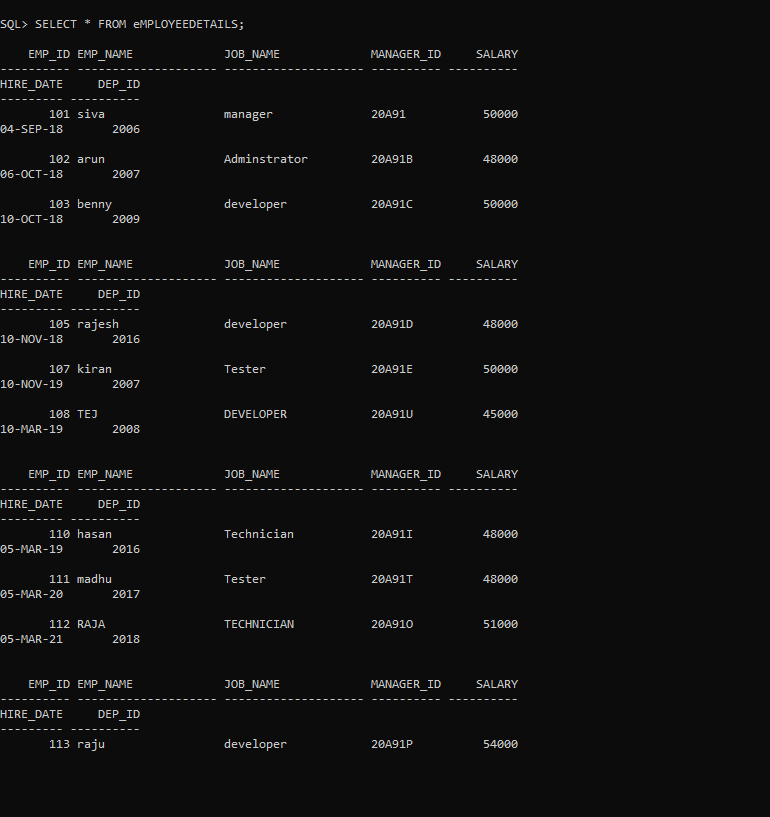 SQL> SELECT * FROM eMPLOYEEDETAILS;
    EMP_ID EMP_NAME             JOB_NAME             MANAGER_ID     SALARY
---------- -------------------- -------------------- ---------- ----------
HIRE_DATE     DEP_ID
--------- ----------
       101 siva                 manager              20A91           50000
04-SEP-18       2006
       102 arun                 Adminstrator         20A91B          48000
06-OCT-18       2007
       103 benny                developer            20A91C          50000
10-OCT-18       2009
    EMP_ID EMP_NAME             JOB_NAME             MANAGER_ID     SALARY
---------- -------------------- -------------------- ---------- ----------
HIRE_DATE     DEP_ID
--------- ----------
       105 rajesh               developer            20A91D          48000
10-NOV-18       2016
       107 kiran                Tester               20A91E          50000
10-NOV-19       2007
       108 TEJ                  DEVELOPER            20A91U          45000
10-MAR-19       2008
    EMP_ID EMP_NAME             JOB_NAME             MANAGER_ID     SALARY
---------- -------------------- -------------------- ---------- ----------
HIRE_DATE     DEP_ID
--------- ----------
       110 hasan                Technician           20A91I          48000
05-MAR-19       2016
       111 madhu                Tester               20A91T          48000
05-MAR-20       2017
       112 RAJA                 TECHNICIAN           20A91O          51000
05-MAR-21       2018
    EMP_ID EMP_NAME             JOB_NAME             MANAGER_ID     SALARY
---------- -------------------- -------------------- ---------- ----------
HIRE_DATE     DEP_ID
--------- ----------
       113 raju                 developer            20A91P          54000